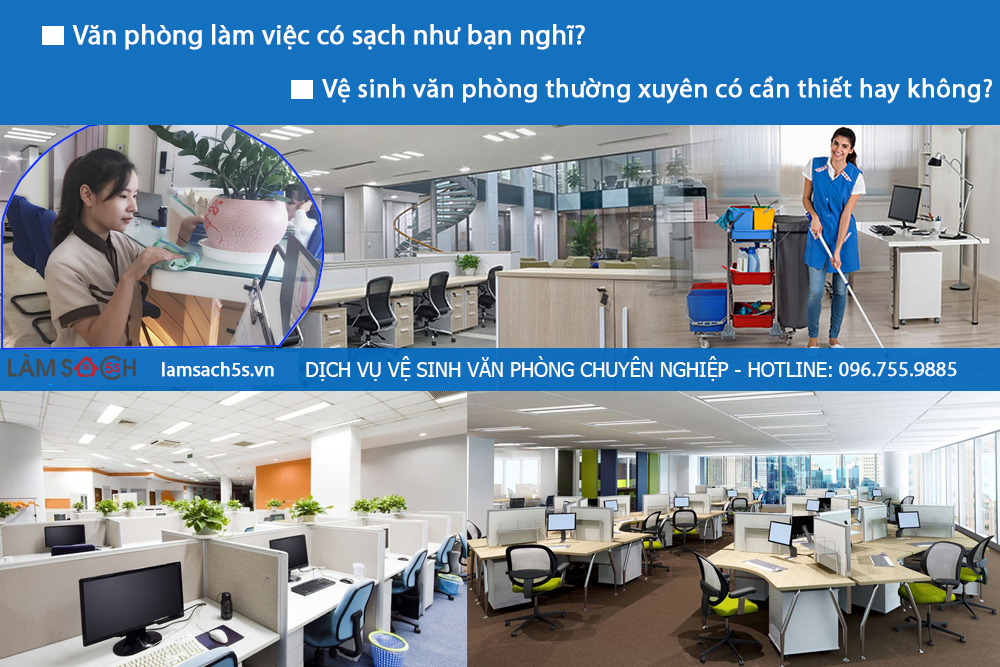 Văn phòng làm việc có sạch như bạn nghĩ?
Vệ sinh văn phòng thường xuyên có cần thiết hay không?
LÀM SẠCH 5S lamsach5s.vn DỊCH VỤ VỆ SINH VĂN PHÒNG CHUYÊN NGHIỆP - HOTLINE: 096.755.9885